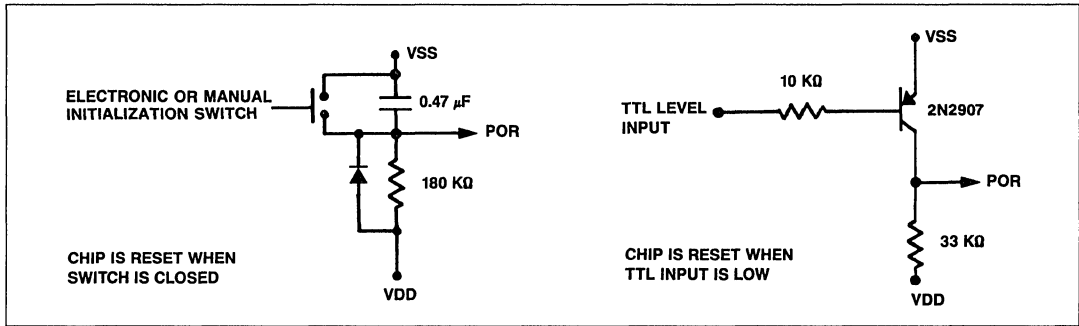 VSS
ELECTRONIC OR MANUAL
INITIALIZATION SWITCH
0.47 μF
POR
180 KΩ
CHIP IS RESET WHEN
SWITCH IS CLOSED
VDD
VSS
10 KΩ
TTL LEVEL
INPUT
2N2907
POR
33 KΩ
CHIP IS RESET WHEN
TTL INPUT IS LOW
VDD